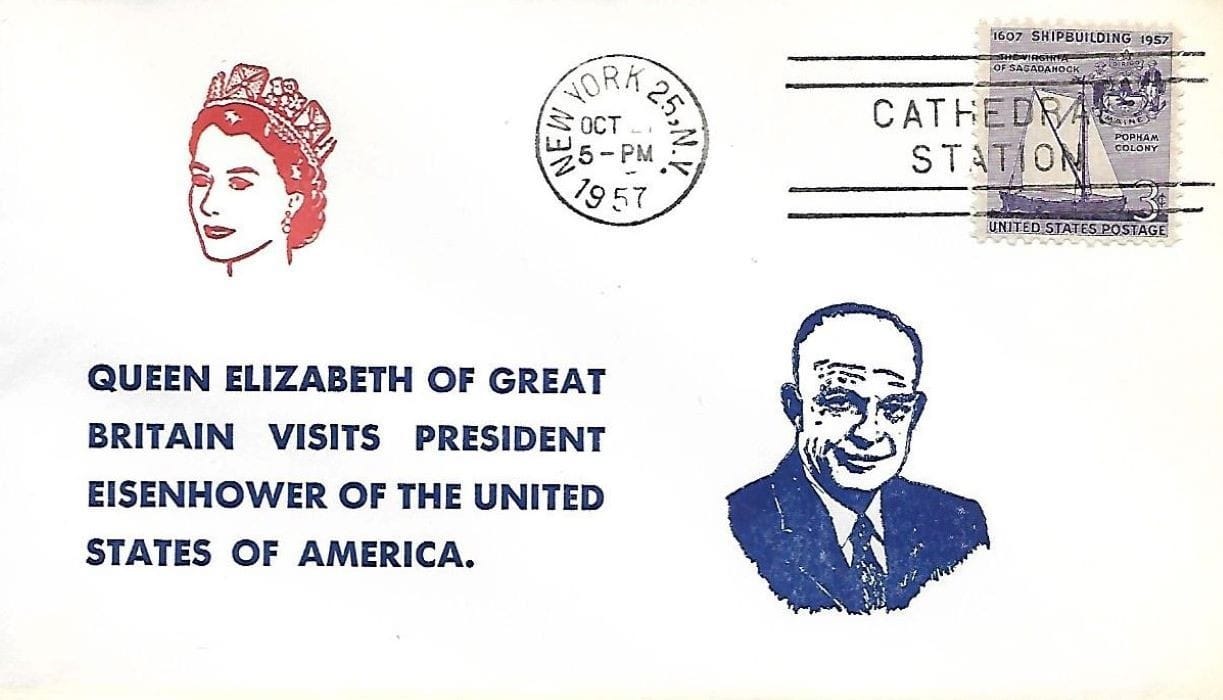 NEW YORK 25, N.Y.
OCT
5-PM
1957
CATHEDRAL
STATION
1607 SHIPBUILDING 1957
THE VIRGINIA
OF SAGADAHOCK
DIRIGO
MAINE
POPHAM
COLONY
3¢
UNITED STATES POSTAGE
QUEEN ELIZABETH OF GREAT
BRITAIN VISITS PRESIDENT
EISENHOWER OF THE UNITED
STATES OF AMERICA.